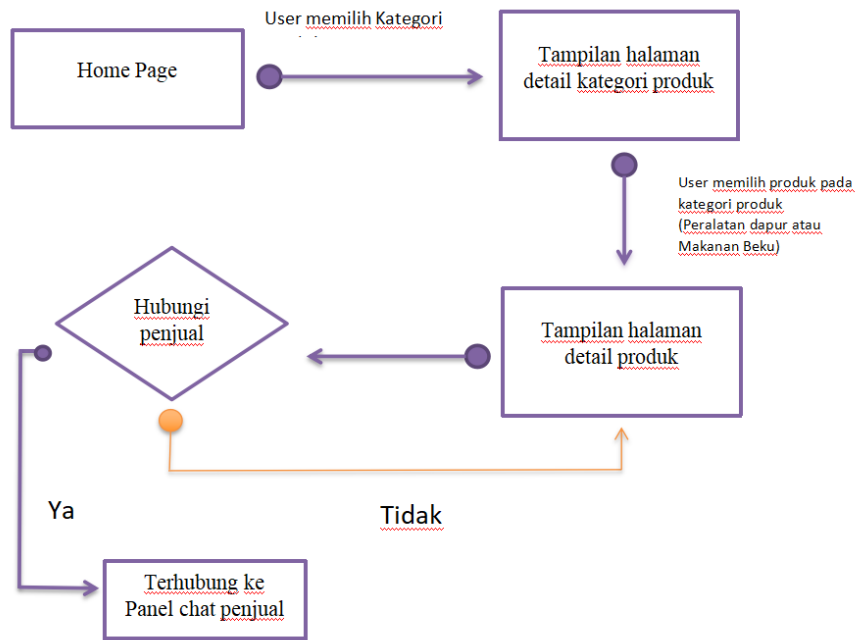 User memilih Kategori
Home Page
Tampilan halaman
detail kategori produk
User memilih produk pada
kategori produk
(Peralatan dapur atau
Makanan Beku)
Hubungi
penjual
Tampilan halaman
detail produk
Ya
Tidak
Terhubung ke
Panel chat penjual